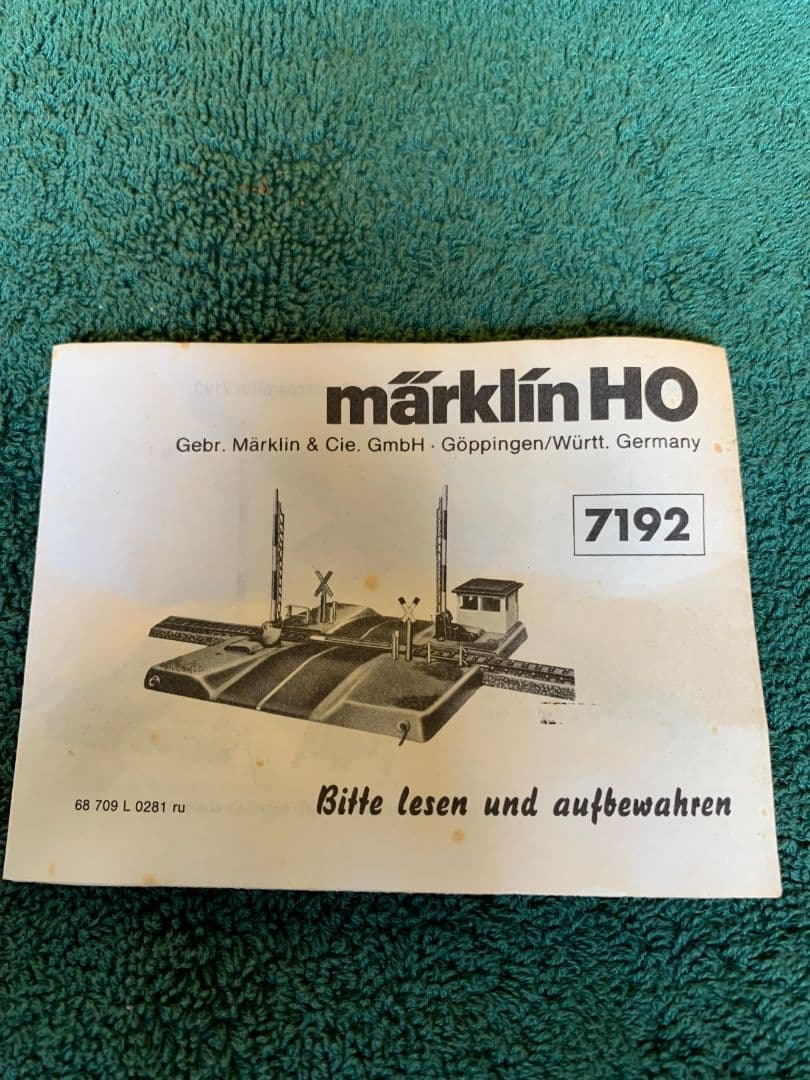 märklin HO
Gebr. Märklin & Cie. GmbH · Göppingen/Württ. Germany
7192
68 709 L 0281 ru
Bitte lesen und aufbewahren